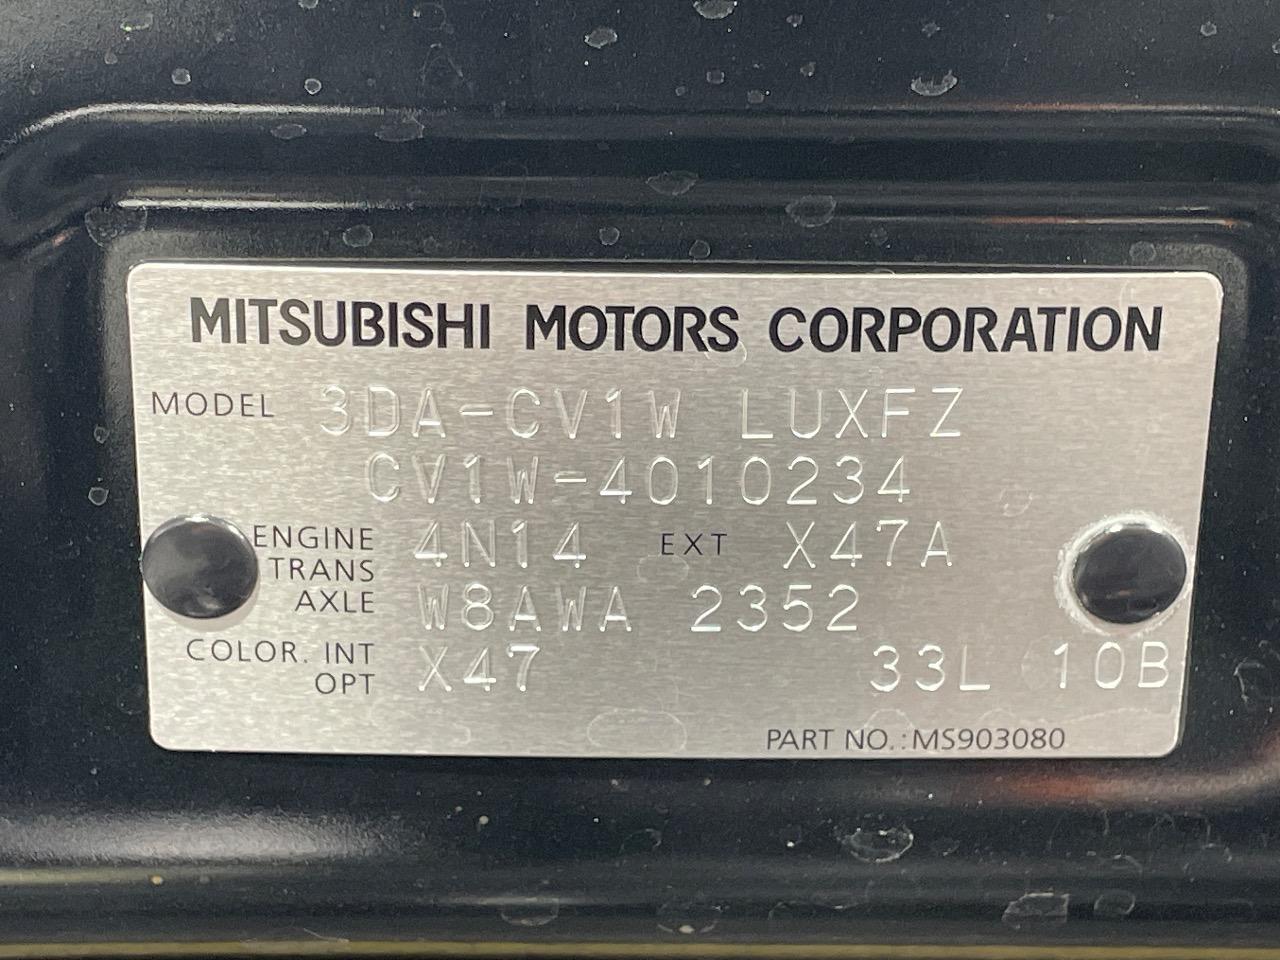 MITSUBISHI MOTORS CORPORATION
MODEL 3DA-CV1W LUXFZ
CV1W-4010234
ENGINE 4N14 EXT X47A
TRANS
AXLE W8AWA 2352
COLOR. INT X47 33L 10B
OPT
PART NO.:MS903080